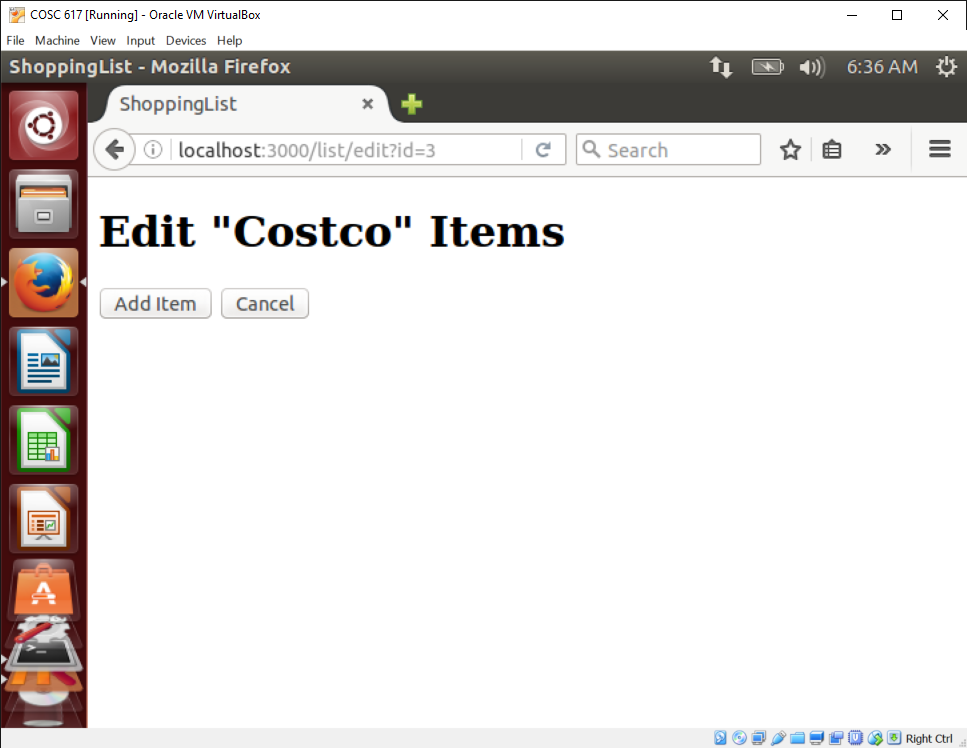 COSC 617 [Running] - Oracle VM VirtualBox
File Machine View Input Devices Help
ShoppingList - Mozilla Firefox 6:36 AM
ShoppingList
localhost:3000/list/edit?id=3 Search
Edit "Costco" Items
Add Item Cancel
Right Ctrl